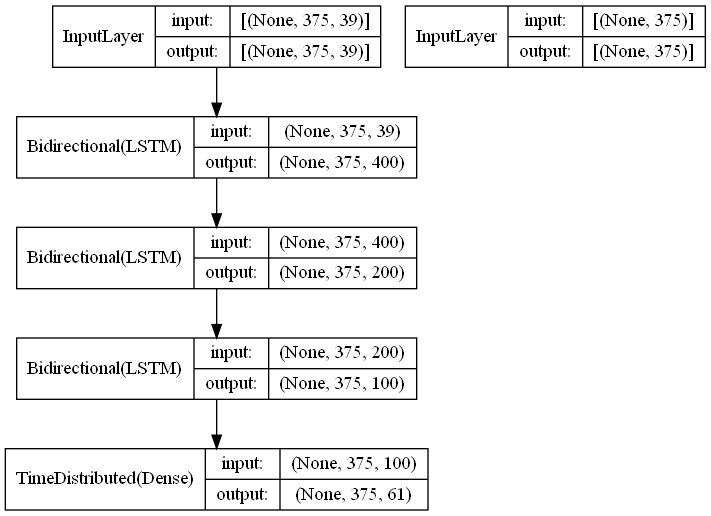 InputLayer
input: [(None, 375, 39)]
output: [(None, 375, 39)]
InputLayer
input: [(None, 375)]
output: [(None, 375)]
Bidirectional(LSTM)
input: (None, 375, 39)
output: (None, 375, 400)
Bidirectional(LSTM)
input: (None, 375, 400)
output: (None, 375, 200)
Bidirectional(LSTM)
input: (None, 375, 200)
output: (None, 375, 100)
TimeDistributed(Dense)
input: (None, 375, 100)
output: (None, 375, 61)